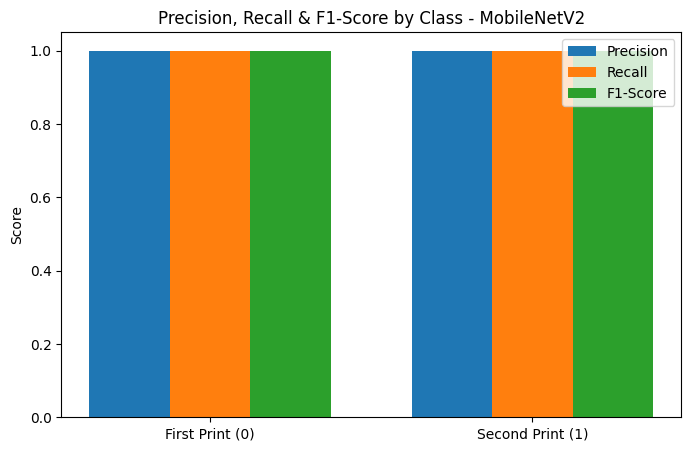 Precision, Recall & F1-Score by Class - MobileNetV2
Precision
Recall
F1-Score
Score
1.0
0.8
0.6
0.4
0.2
0.0
First Print (0)
Second Print (1)